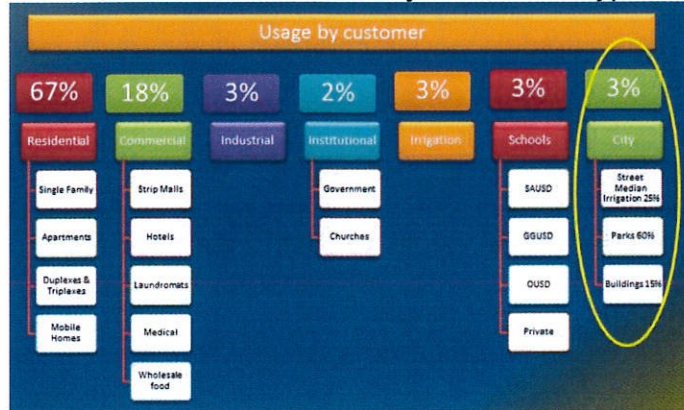 Usage by customer
67%
18%
3%
2%
3%
3%
3%
Residential
Commercial
Industrial
Institutional
Irrigation
Schools
City
Single Family
Apartments
Duplexes &
Triplexes
Mobile
Homes
Strip Malls
Hotels
Laundromats
Medical
Wholesale
food
Government
Churches
SAUSD
GGUSD
OUSD
Private
Street
Median
Irrigation 25%
Parks 60%
Buildings 15%